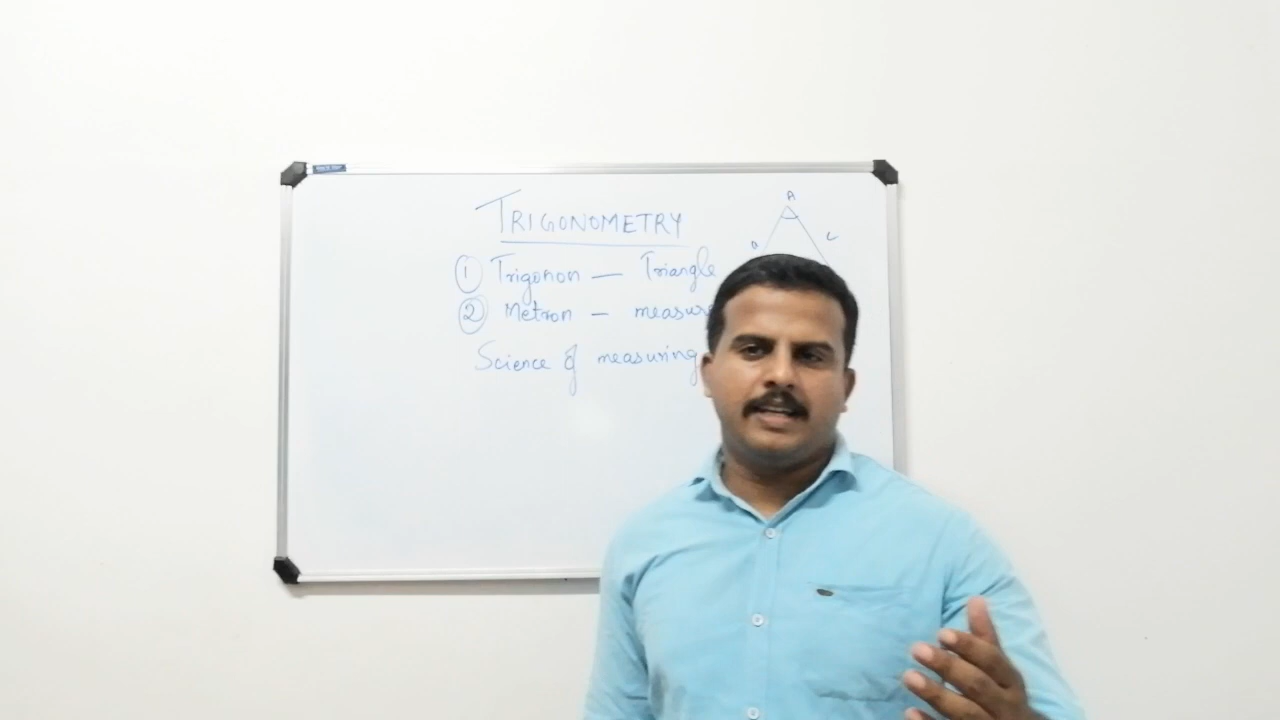 TRIGONOMETRY
① Trigonon — Triangle
② Metron — measure
Science of measuring
A
a
c